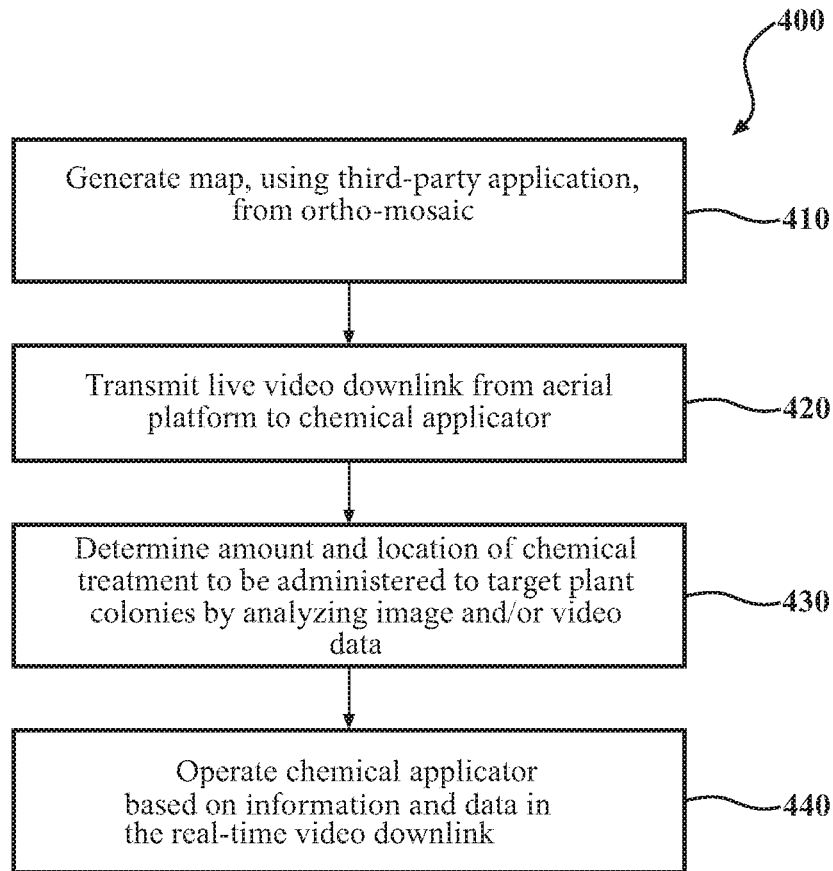 400
Generate map, using third-party application,
from ortho-mosaic
410
Transmit live video downlink from aerial
platform to chemical applicator
420
Determine amount and location of chemical
treatment to be administered to target plant
colonies by analyzing image and/or video
data
430
Operate chemical applicator
based on information and data in
the real-time video downlink
440